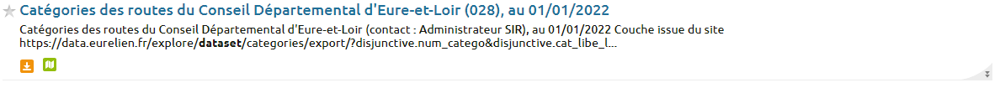 Catégories des routes du Conseil Départemental d'Eure-et-Loir (028), au 01/01/2022
Catégories des routes du Conseil Départemental d'Eure-et-Loir (contact : Administrateur SIR), au 01/01/2022 Couche issue du site
https://data.eurelien.fr/explore/dataset/categories/export/?disjunctive.num_catego&disjunctive.cat_libe_l...